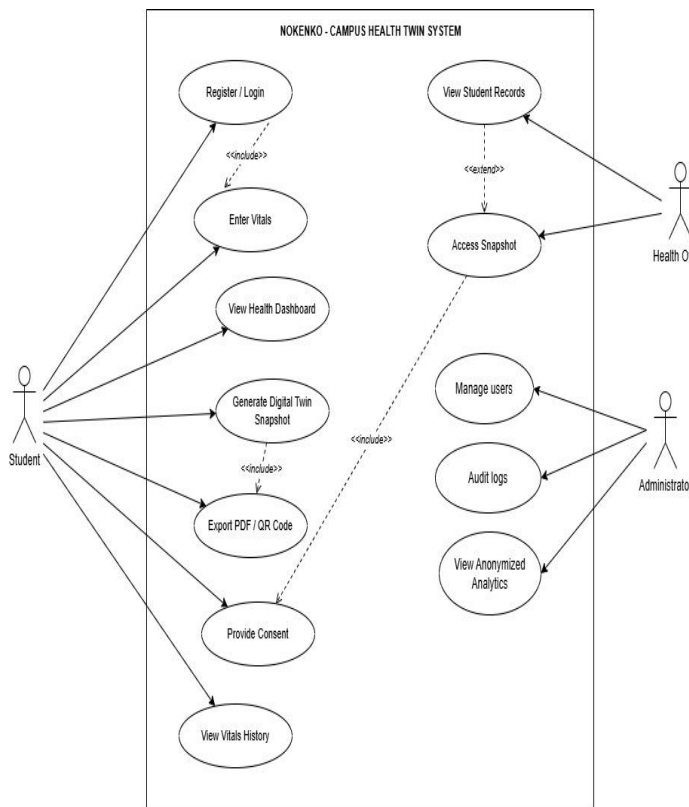 NOKENKO - CAMPUS HEALTH TWIN SYSTEM
Register / Login
View Student Records
<<include>>
<<extend>>
Enter Vitals
Access Snapshot
Health Of
View Health Dashboard
Manage users
Generate Digital Twin
Snapshot
<<include>>
Student
<<include>>
Audit logs
Administrator
Export PDF / QR Code
View Anonymized
Analytics
Provide Consent
View Vitals History